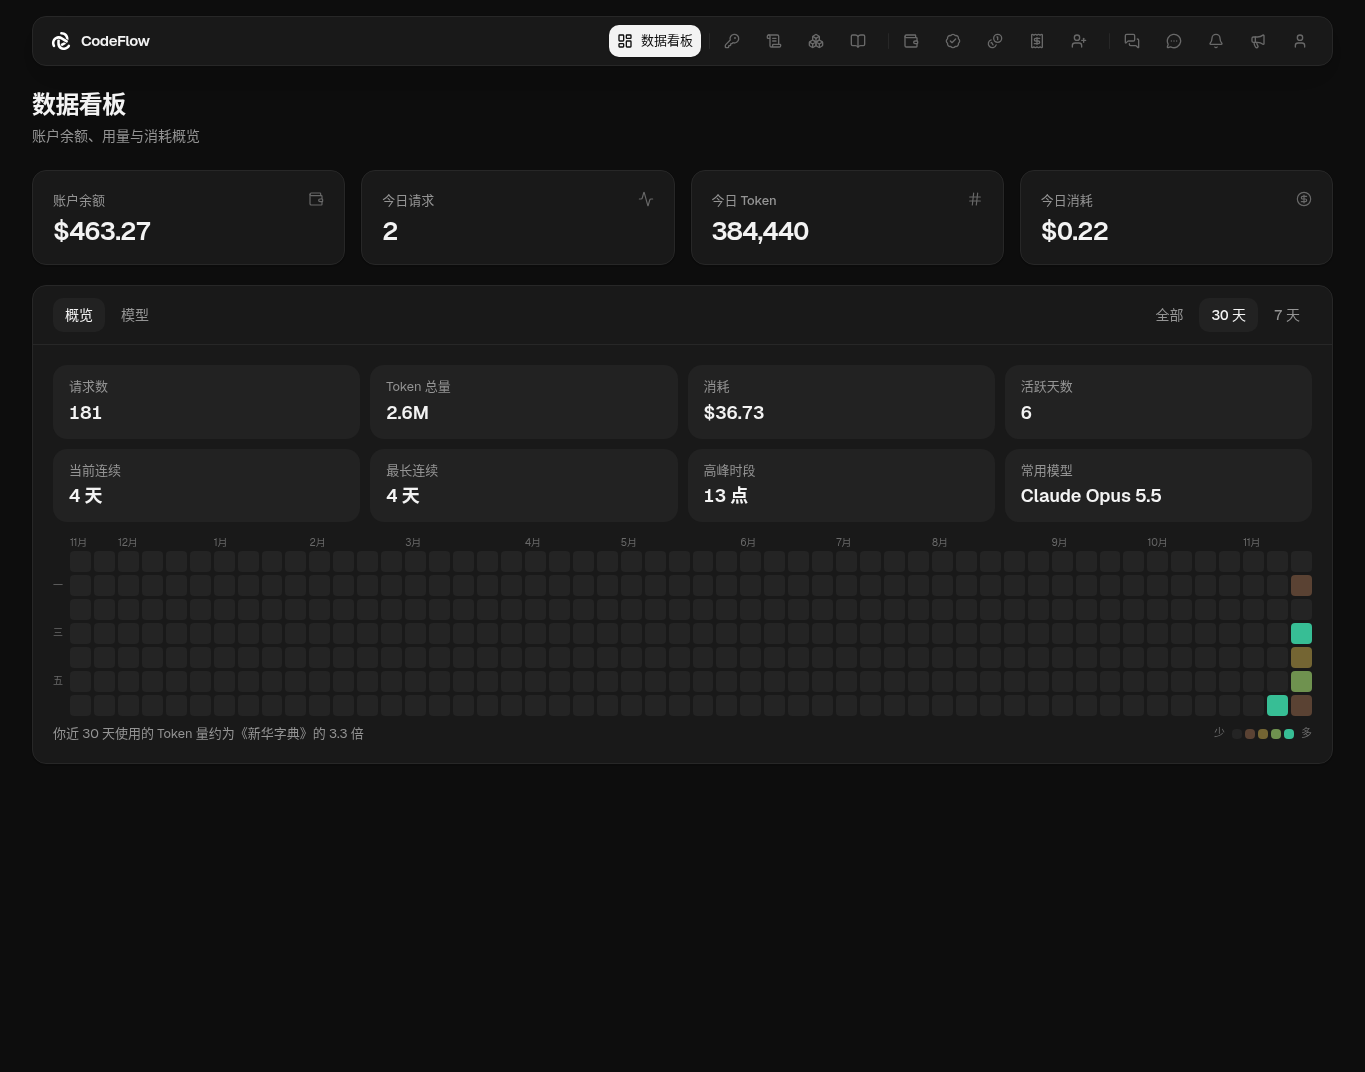 CodeFlow
数据看板
数据看板
账户余额、用量与消耗概览
账户余额
$463.27
今日请求
2
今日 Token
384,440
今日消耗
$0.22
概览
模型
全部
30 天
7 天
请求数
181
Token 总量
2.6M
消耗
$36.73
活跃天数
6
当前连续
4 天
最长连续
4 天
高峰时段
13 点
常用模型
Claude Opus 5.5
11月 12月 1月 2月 3月 4月 5月 6月 7月 8月 9月 10月 11月
一
三
五
你近 30 天使用的 Token 量约为《新华字典》的 3.3 倍
少 多